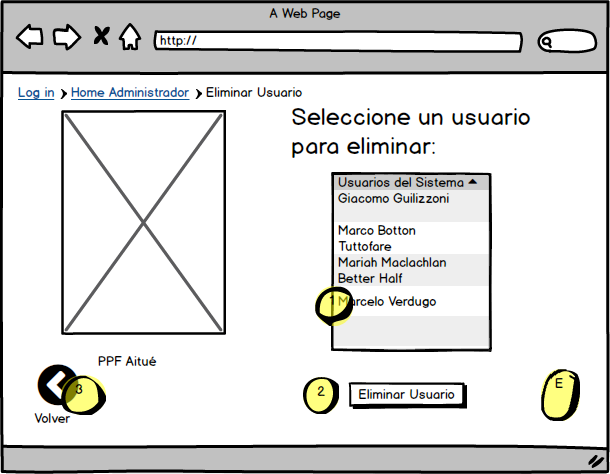 A Web Page
http://
Log in > Home Administrador > Eliminar Usuario
Seleccione un usuario
para eliminar:
Usuarios del Sistema
Giacomo Guilizzoni
Marco Botton
Tuttofare
Mariah Maclachlan
Better Half
1
Marcelo Verdugo
PPF Aitué
3
Volver
2
Eliminar Usuario
E